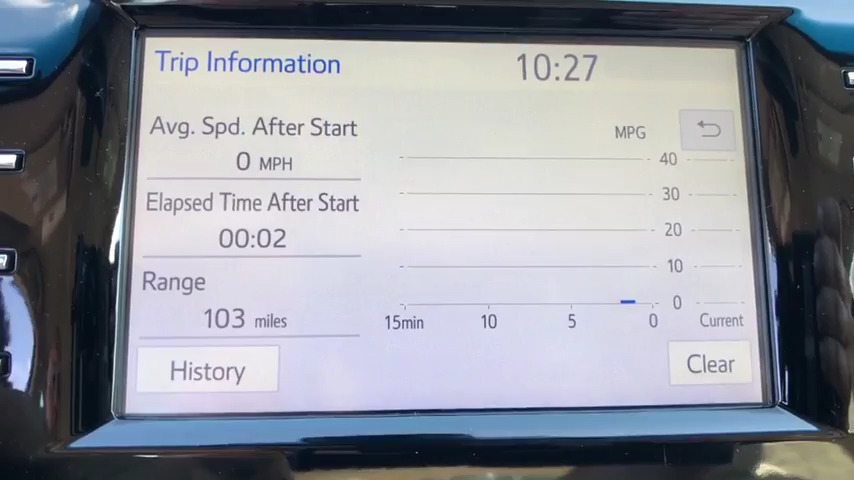 Trip Information
10:27
Avg. Spd. After Start
0 MPH
Elapsed Time After Start
00:02
Range
103 miles
MPG
40
30
20
10
0
15min 10 5 0 Current
History
Clear